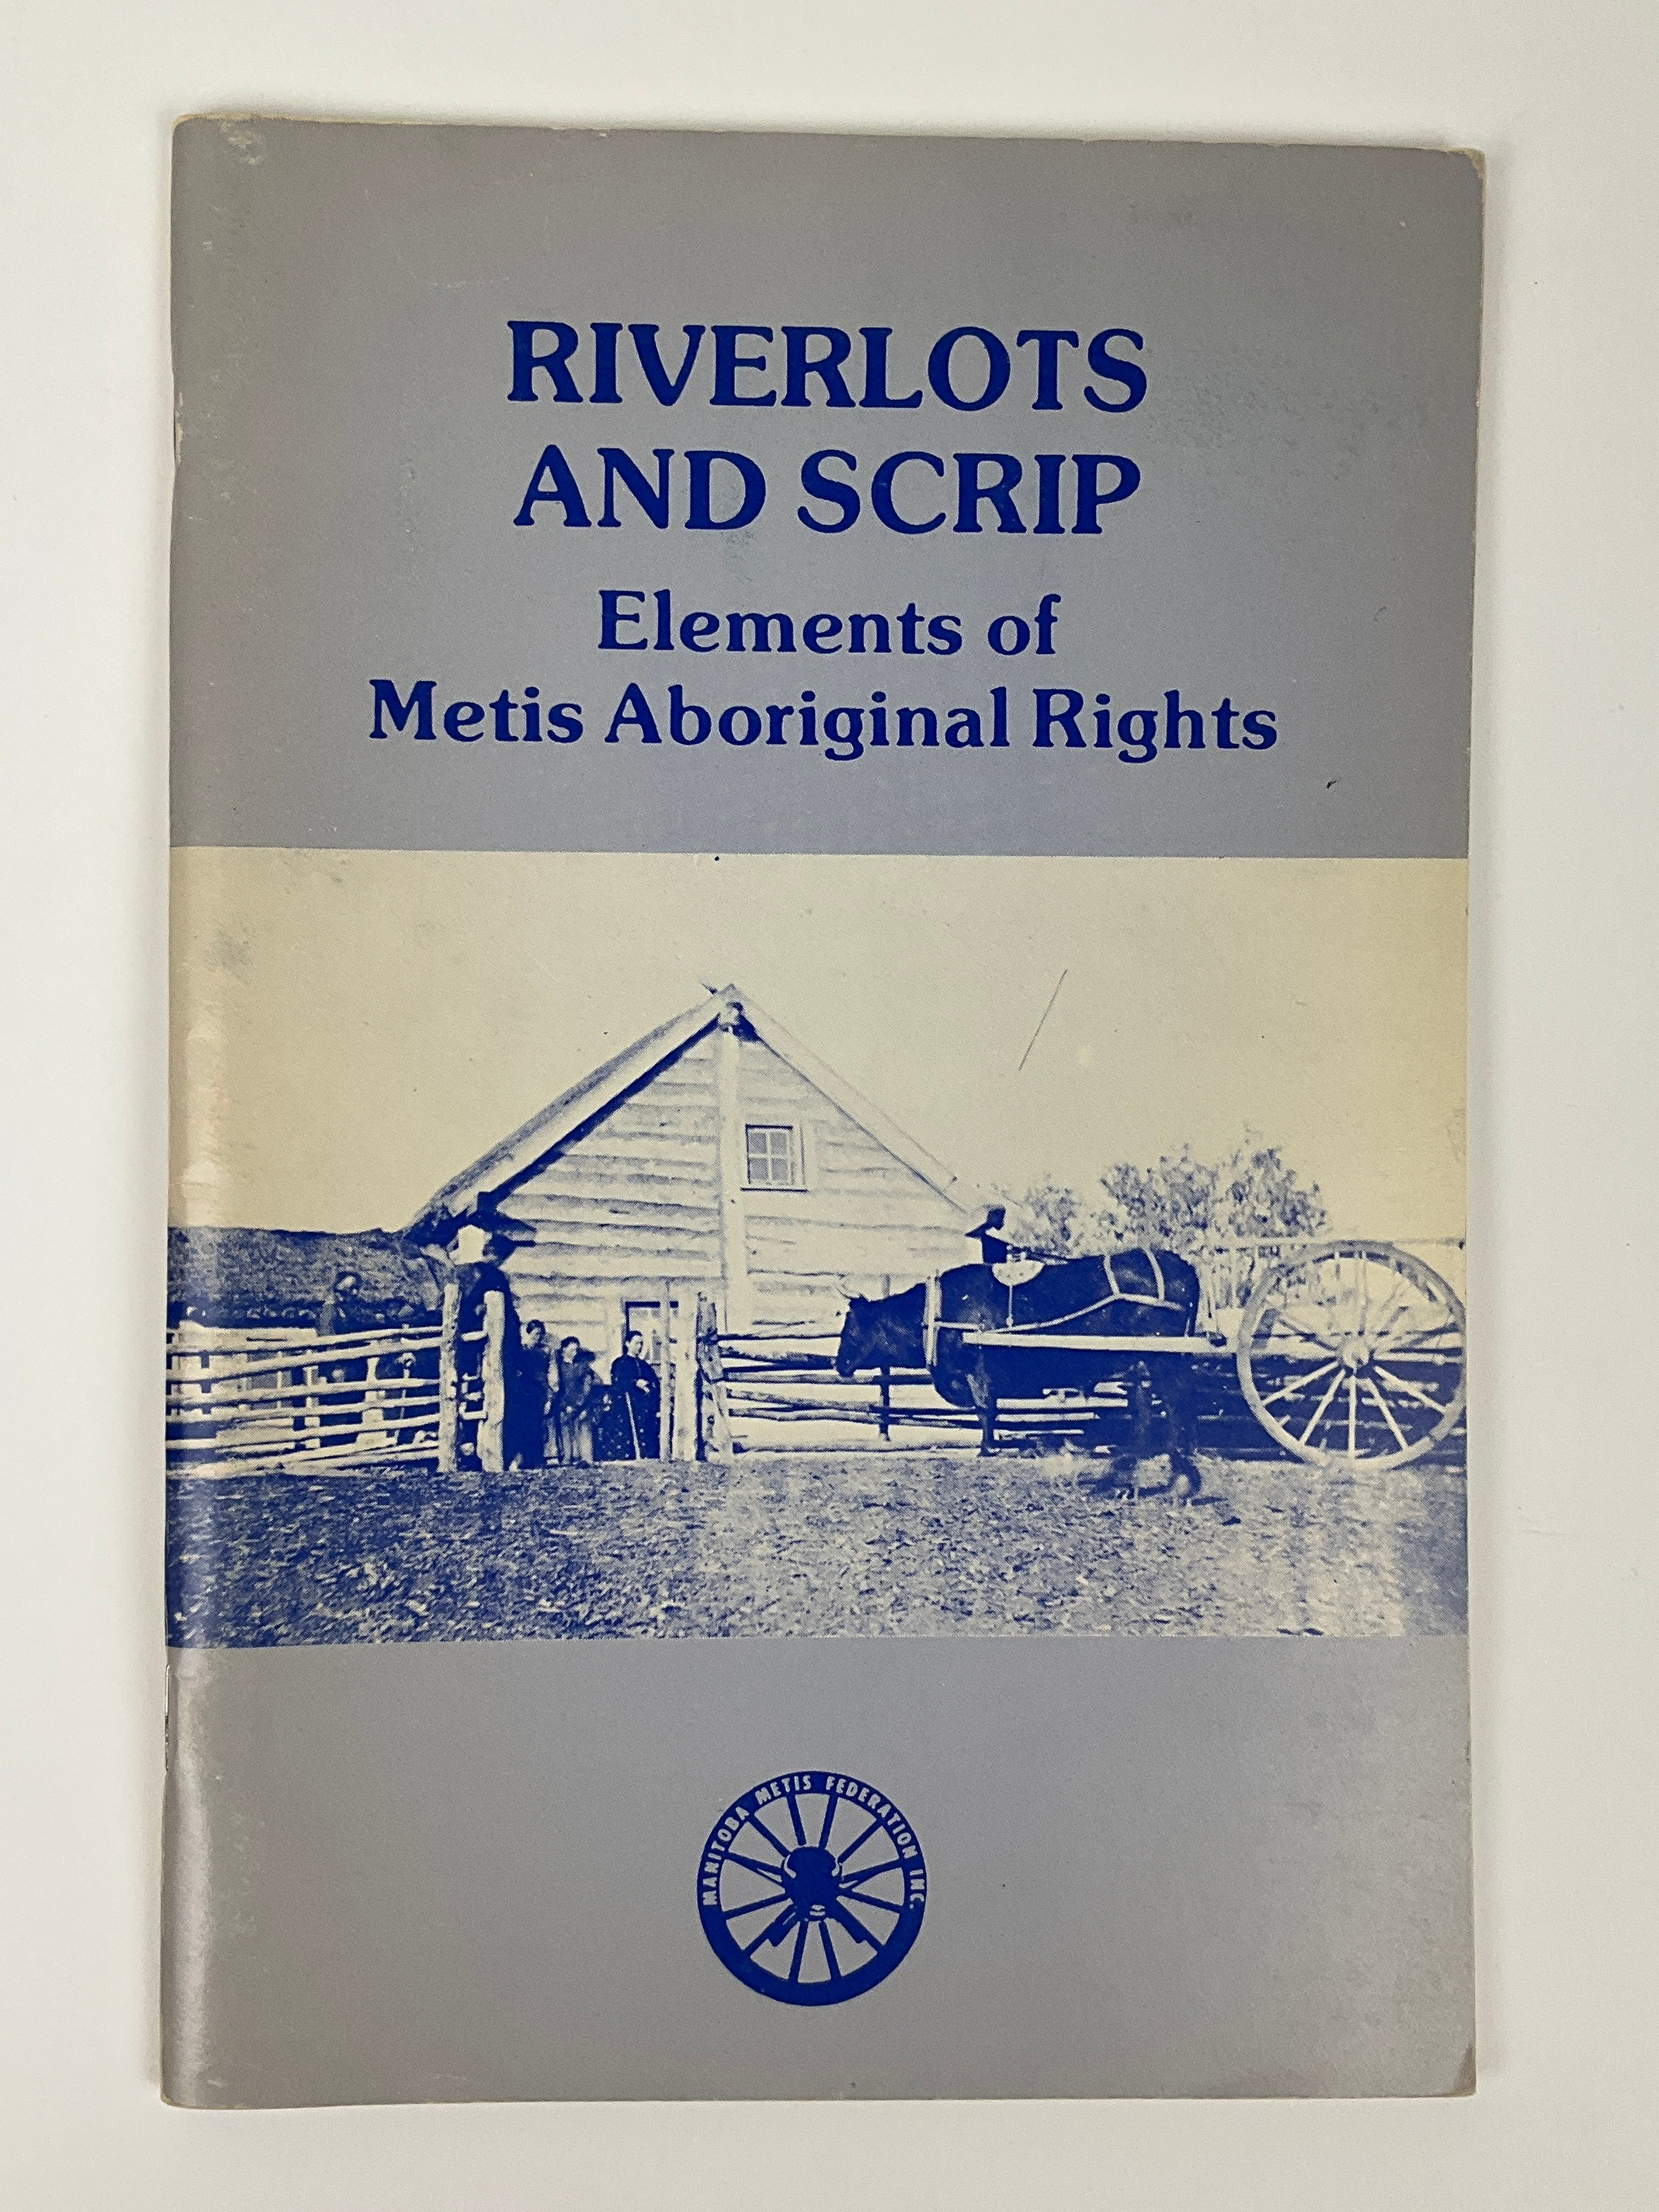 RIVERLOTS
AND SCRIP
Elements of
Metis Aboriginal Rights
MANITOBA METIS FEDERATION INC.